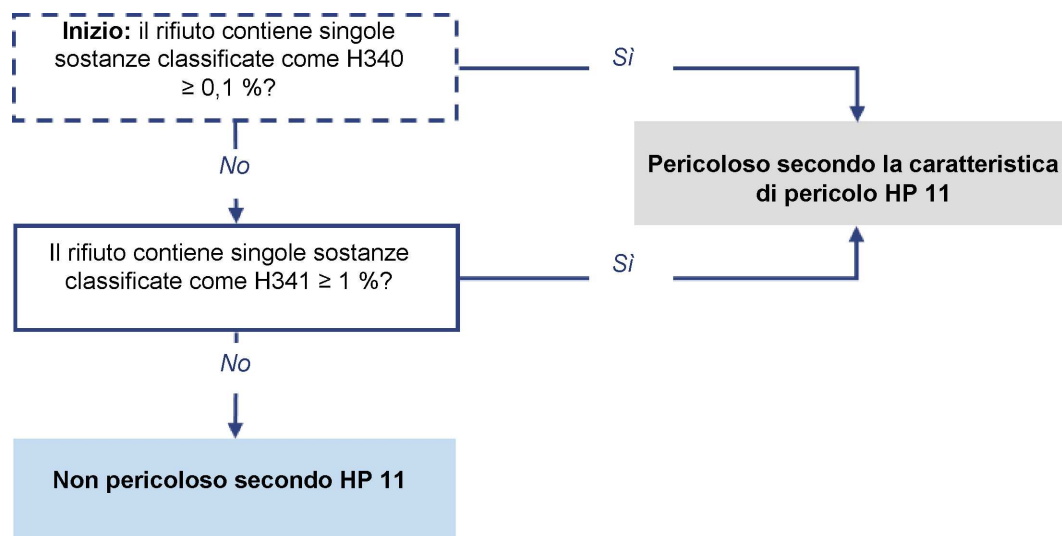 Inizio: il rifiuto contiene singole
sostanze classificate come H340
≥ 0,1 %?
Sì
No
Pericoloso secondo la caratteristica
di pericolo HP 11
Il rifiuto contiene singole sostanze
classificate come H341 ≥ 1 %?
Sì
No
Non pericoloso secondo HP 11